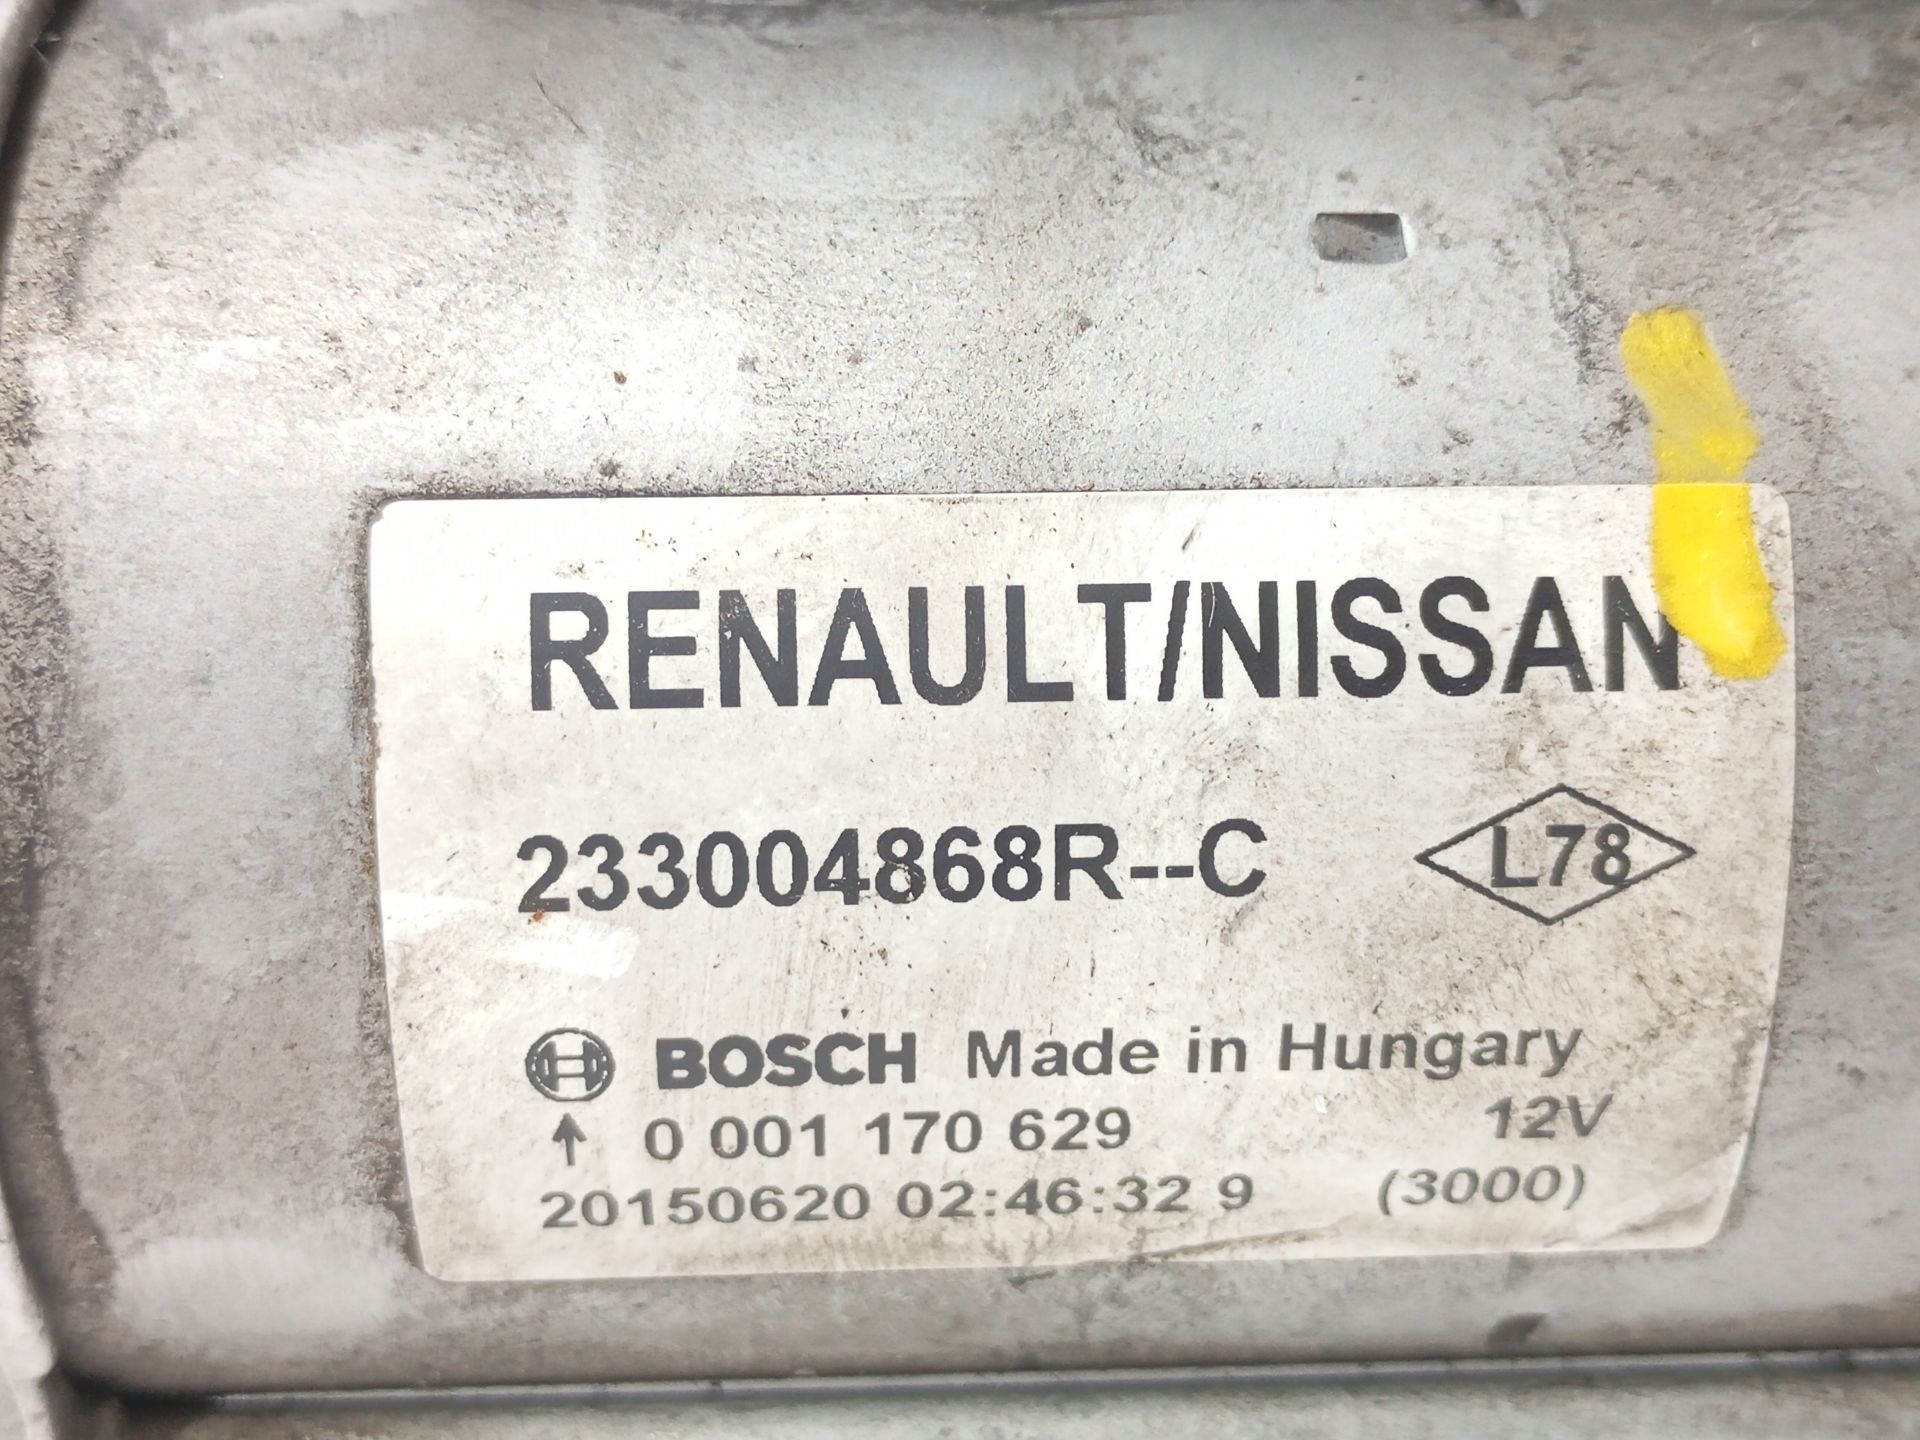 RENAULT/NISSAN
233004868R--C L78
BOSCH Made in Hungary
↑ 0 001 170 629 12V
20150620 02:46:32 9 (3000)